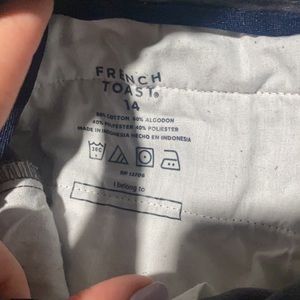 FRENCH
TOAST®
14
60% COTTON 60% ALGODON
40% POLYESTER 40% POLIESTER
MADE IN INDONESIA HECHO EN INDONESIA
30C
I belong to